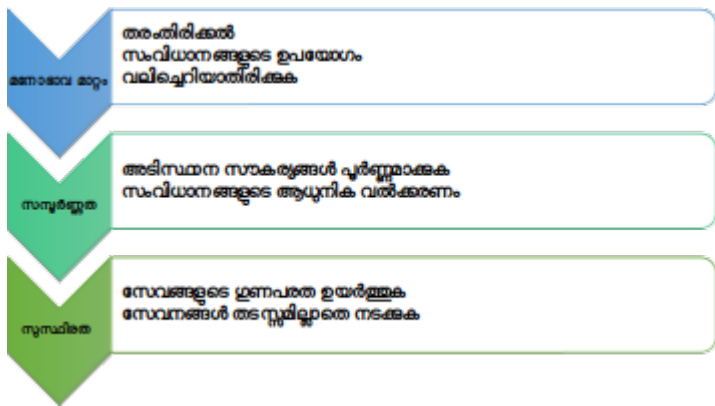 മനോഭാവ മാറ്റം
തരംതിരിക്കൽ
സംവിധാനങ്ങളുടെ ഉപയോഗം
വലിച്ചെറിയാതിരിക്കുക
സമ്പൂർണ്ണത
അടിസ്ഥാന സൗകര്യങ്ങൾ പൂർണ്ണമാക്കുക
സംവിധാനങ്ങളുടെ ആധുനിക വൽക്കരണം
സുസ്ഥിരത
സേവങ്ങളുടെ ഗുണപരത ഉയർത്തുക
സേവനങ്ങൾ തടസ്സമില്ലാതെ നടക്കുക